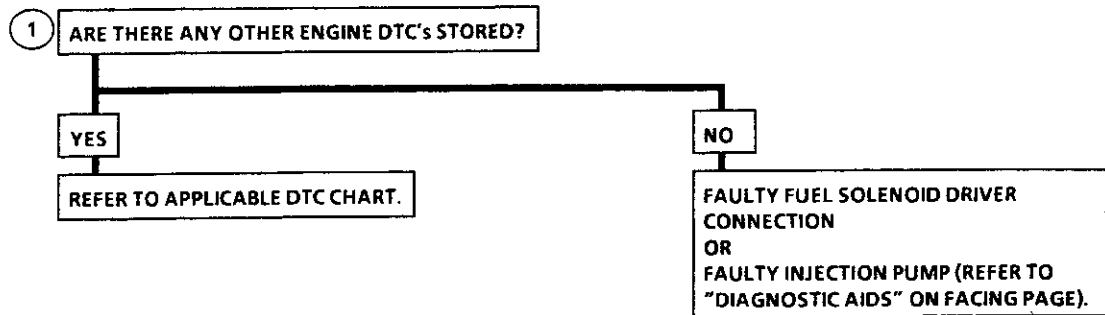 1
ARE THERE ANY OTHER ENGINE DTC's STORED?
YES
NO
REFER TO APPLICABLE DTC CHART.
FAULTY FUEL SOLENOID DRIVER
CONNECTION
OR
FAULTY INJECTION PUMP (REFER TO
"DIAGNOSTIC AIDS" ON FACING PAGE).